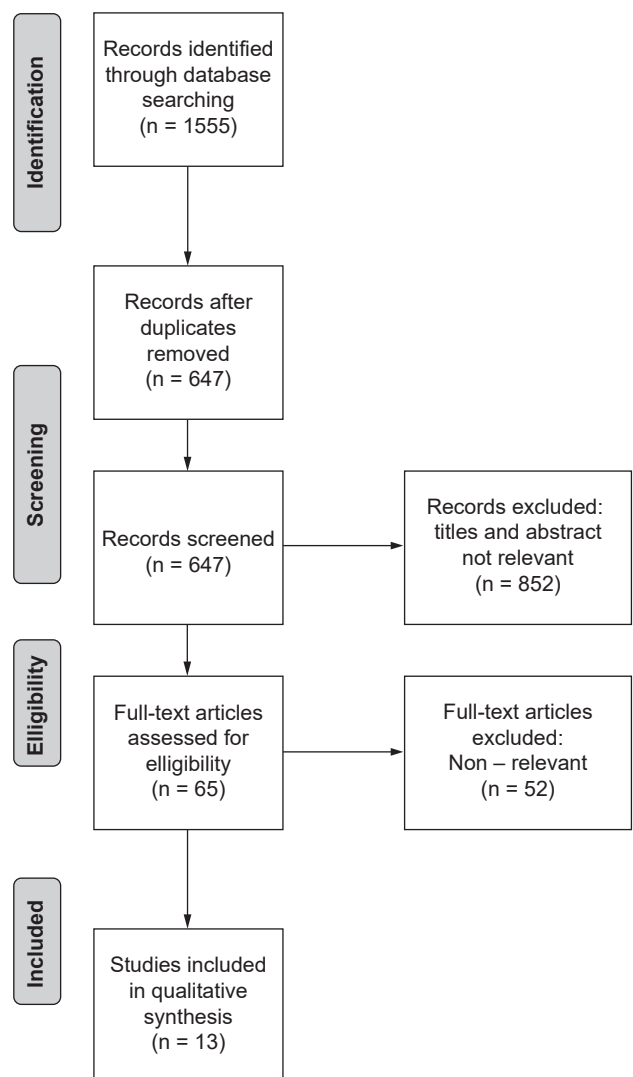 Identification
Records identified
through database
searching
(n = 1555)
Records after
duplicates
removed
(n = 647)
Screening
Records screened
(n = 647)
Records excluded:
titles and abstract
not relevant
(n = 852)
Elligibility
Full-text articles
assessed for
elligibility
(n = 65)
Full-text articles
excluded:
Non – relevant
(n = 52)
Included
Studies included
in qualitative
synthesis
(n = 13)